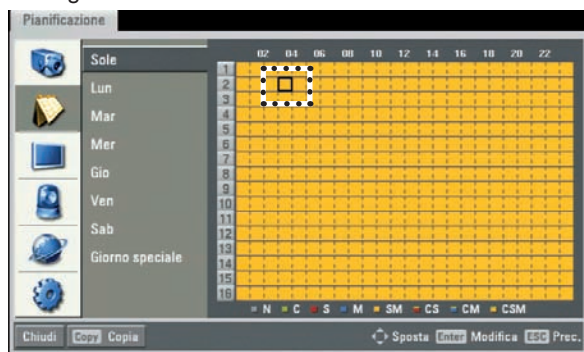 Pianificazione
Sole
Lun
Mar
Mer
Gio
Ven
Sab
Giorno speciale
02 04 06 08 10 12 14 16 18 20 22
1
2
3
4
5
6
7
8
9
10
11
12
13
14
15
16
N C S M SM CS CM CSM
Chiudi Copy Copia Sposta Enter Modifica ESC Prec.